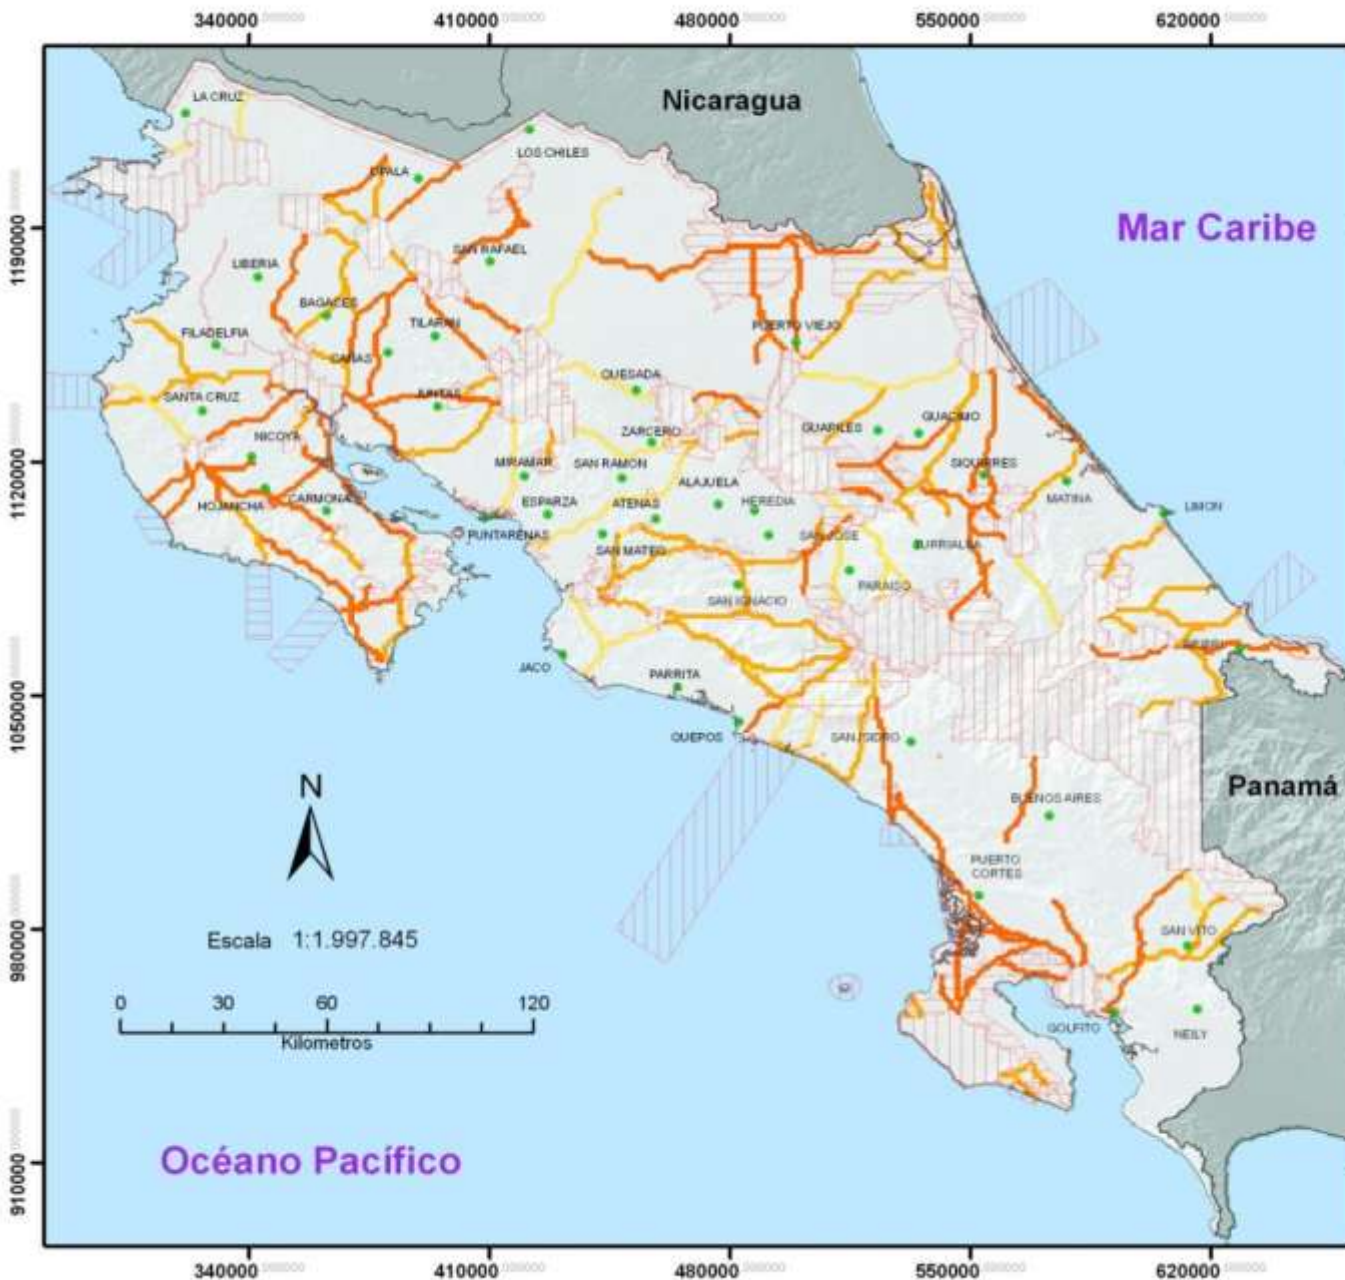 340000 410000 480000 550000 620000
Nicaragua
LA CRUZ
LOS CHILES
UPALA
Mar Caribe
1190000
SAN RAFAEL
LIBERIA
BAGACES
TILARAN
PUERTO VIEJO
FILADELFIA
CAÑAS
QUESADA
JUNTAS
SANTA CRUZ
GUACIMO
GUAPILES
ZARCERO
NICOYA
1120000
MIRAMAR
SAN RAMON
SIQUIRRES
ALAJUELA
MATINA
HOJANCHA
CARMONA
ESPARZA
ATENAS
HEREDIA
LIMON
PUNTARENAS
SAN JOSE
SAN MATEO
TURRIALBA
PARAISO
SAN IGNACIO
JACO
PARRITA
1050000
QUEPOS
SAN ISIDRO
N
Panamá
BUENOS AIRES
PUERTO
CORTES
Escala 1:1.997.845
SAN VITO
980000
0 30 60 120
Kilometros
GOLFITO
NEILY
Océano Pacífico
910000
340000 410000 480000 550000 620000